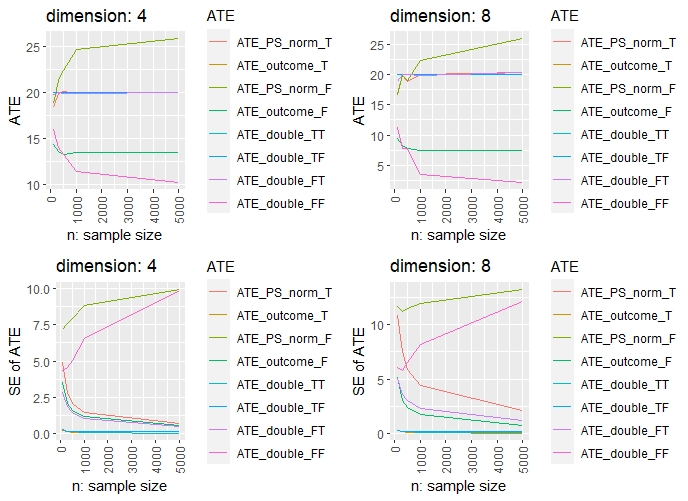 dimension: 4
ATE
25
20
15
10
0
1000
2000
3000
4000
5000
n: sample size
ATE
ATE_PS_norm_T
ATE_outcome_T
ATE_PS_norm_F
ATE_outcome_F
ATE_double_TT
ATE_double_TF
ATE_double_FT
ATE_double_FF
dimension: 8
ATE
25
20
15
10
5
0
1000
2000
3000
4000
5000
n: sample size
ATE
ATE_PS_norm_T
ATE_outcome_T
ATE_PS_norm_F
ATE_outcome_F
ATE_double_TT
ATE_double_TF
ATE_double_FT
ATE_double_FF
dimension: 4
SE of ATE
10.0
7.5
5.0
2.5
0.0
0
1000
2000
3000
4000
5000
n: sample size
ATE
ATE_PS_norm_T
ATE_outcome_T
ATE_PS_norm_F
ATE_outcome_F
ATE_double_TT
ATE_double_TF
ATE_double_FT
ATE_double_FF
dimension: 8
SE of ATE
10
5
0
0
1000
2000
3000
4000
5000
n: sample size
ATE
ATE_PS_norm_T
ATE_outcome_T
ATE_PS_norm_F
ATE_outcome_F
ATE_double_TT
ATE_double_TF
ATE_double_FT
ATE_double_FF